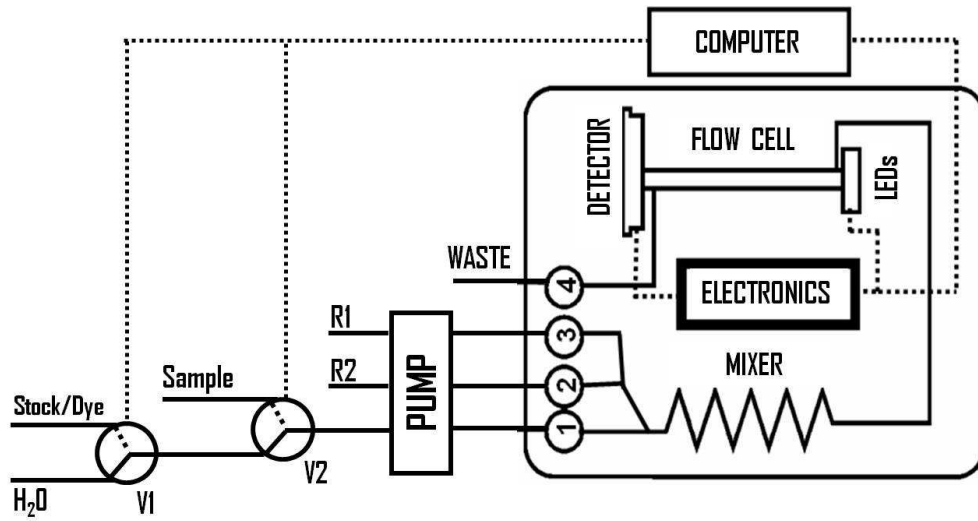 COMPUTER
DETECTOR
FLOW CELL
LEDs
WASTE
4
ELECTRONICS
R1
3
MIXER
R2
PUMP
2
Sample
Stock/Dye
1
V2
H₂O
V1